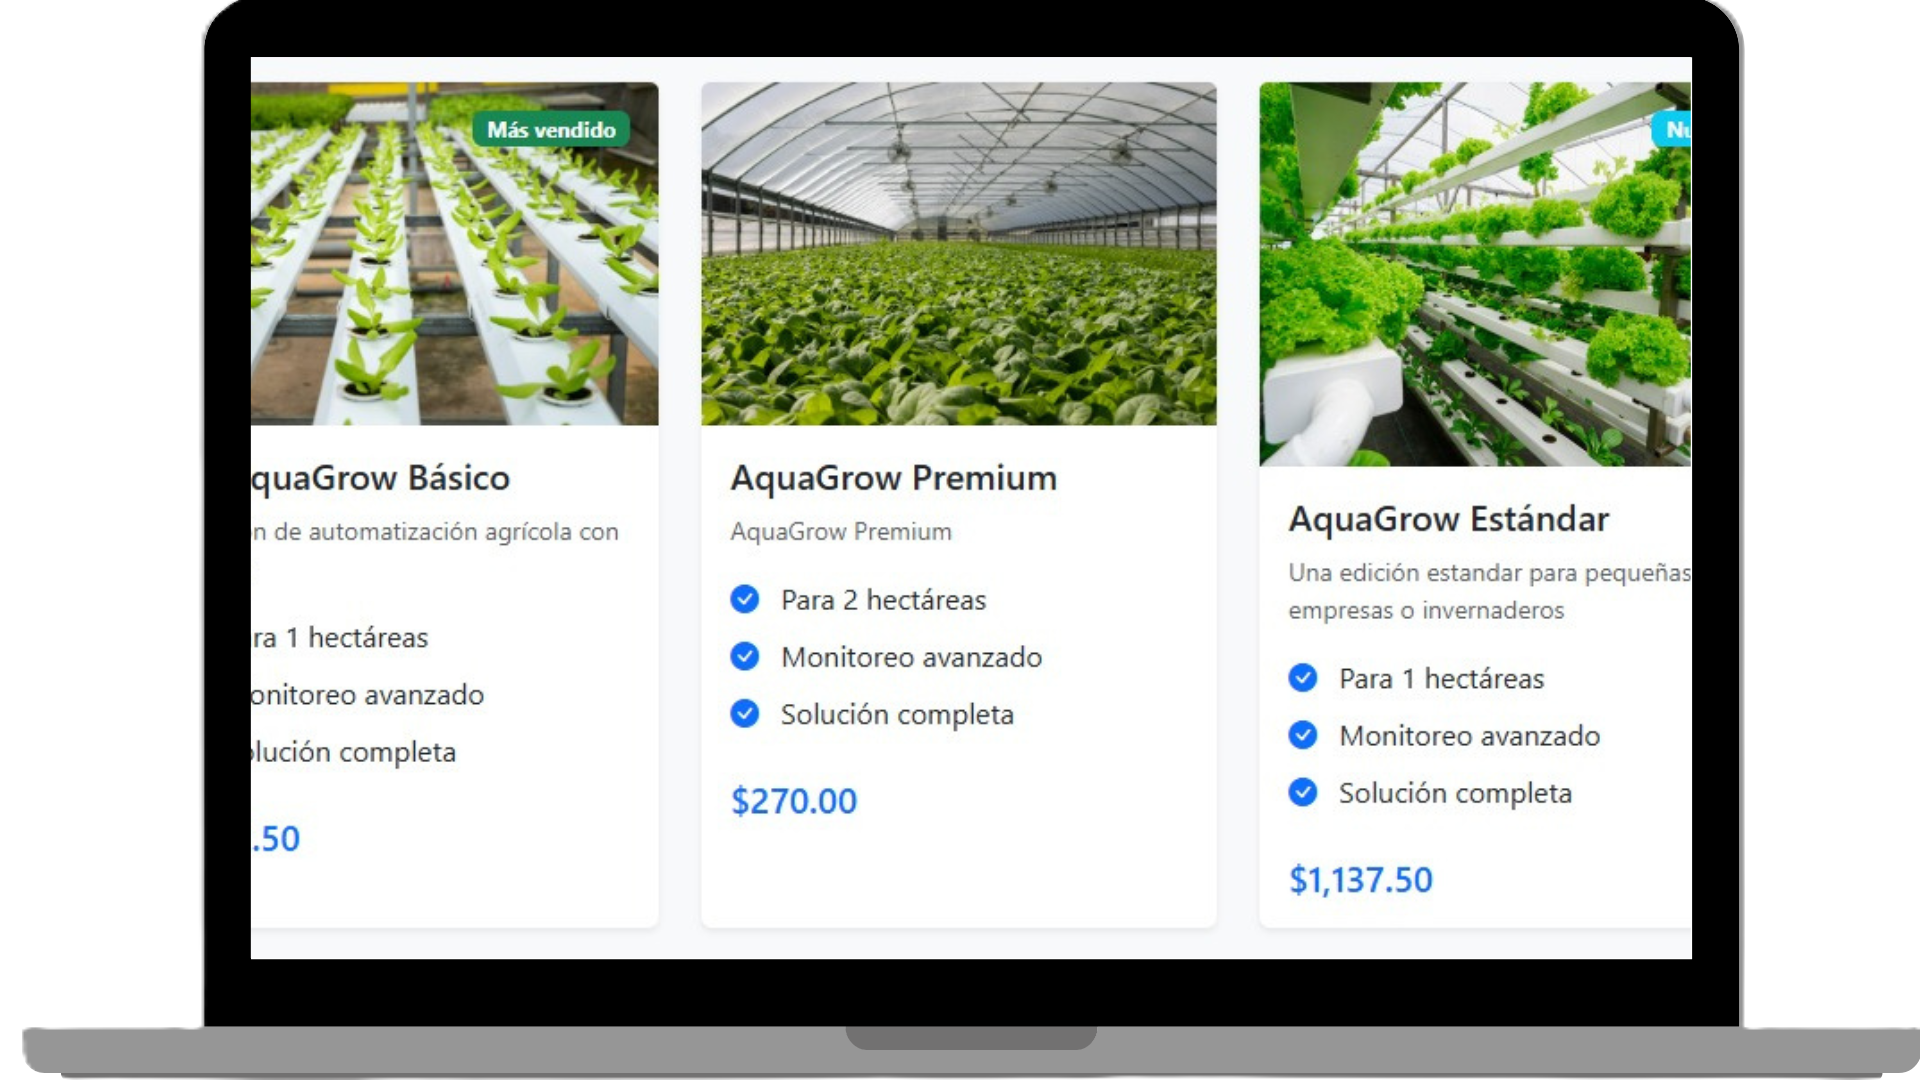 Más vendido
quaGrow Básico
n de automatización agrícola con
ra 1 hectáreas
onitoreo avanzado
olución completa
.50
AquaGrow Premium
AquaGrow Premium
Para 2 hectáreas
Monitoreo avanzado
Solución completa
$270.00
Nu
AquaGrow Estándar
Una edición estandar para pequeñas
empresas o invernaderos
Para 1 hectáreas
Monitoreo avanzado
Solución completa
$1,137.50